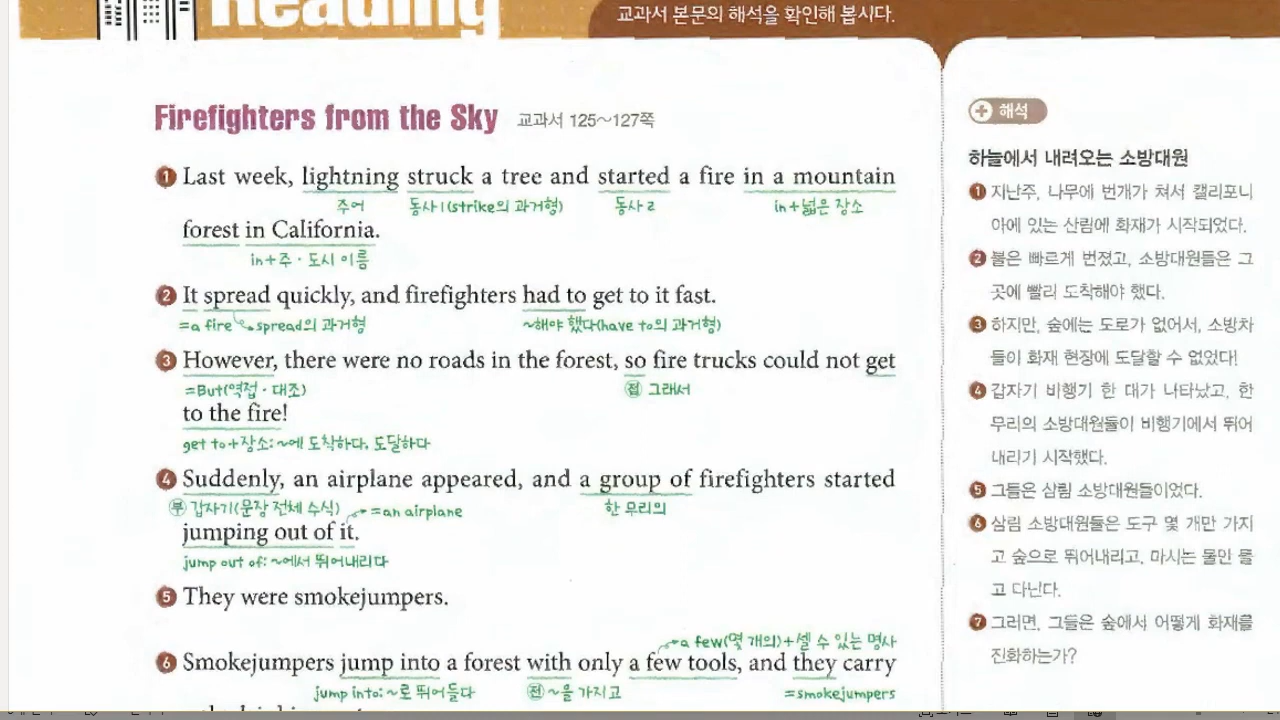 Reading
교과서 본문의 해석을 확인해 봅시다.
Firefighters from the Sky 교과서 125~127쪽
1 Last week, lightning struck a tree and started a fire in a mountain
주어 동사1(strike의 과거형) 동사2 in+넓은 장소
forest in California.
in+주·도시 이름
2 It spread quickly, and firefighters had to get to it fast.
=a fire spread의 과거형 ~해야 했다(have to의 과거형)
3 However, there were no roads in the forest, so fire trucks could not get
=But(역접·대조) 접 그래서
to the fire!
get to+장소: ~에 도착하다, 도달하다
4 Suddenly, an airplane appeared, and a group of firefighters started
부 갑자기(문장 전체 수식) =an airplane 한 무리의
jumping out of it.
jump out of: ~에서 뛰어내리다
5 They were smokejumpers.
a few(몇 개의)+셀 수 있는 명사
6 Smokejumpers jump into a forest with only a few tools, and they carry
jump into: ~로 뛰어들다 전 ~을 가지고 =smokejumpers
+ 해석
하늘에서 내려오는 소방대원
1 지난주, 나무에 번개가 쳐서 캘리포니
아에 있는 산림에 화재가 시작되었다.
2 불은 빠르게 번졌고, 소방대원들은 그
곳에 빨리 도착해야 했다.
3 하지만, 숲에는 도로가 없어서, 소방차
들이 화재 현장에 도달할 수 없었다!
4 갑자기 비행기 한 대가 나타났고, 한
무리의 소방대원들이 비행기에서 뛰어
내리기 시작했다.
5 그들은 삼림 소방대원들이었다.
6 삼림 소방대원들은 도구 몇 개만 가지
고 숲으로 뛰어내리고, 마시는 물만 들
고 다닌다.
7 그러면, 그들은 숲에서 어떻게 화재를
진화하는가?